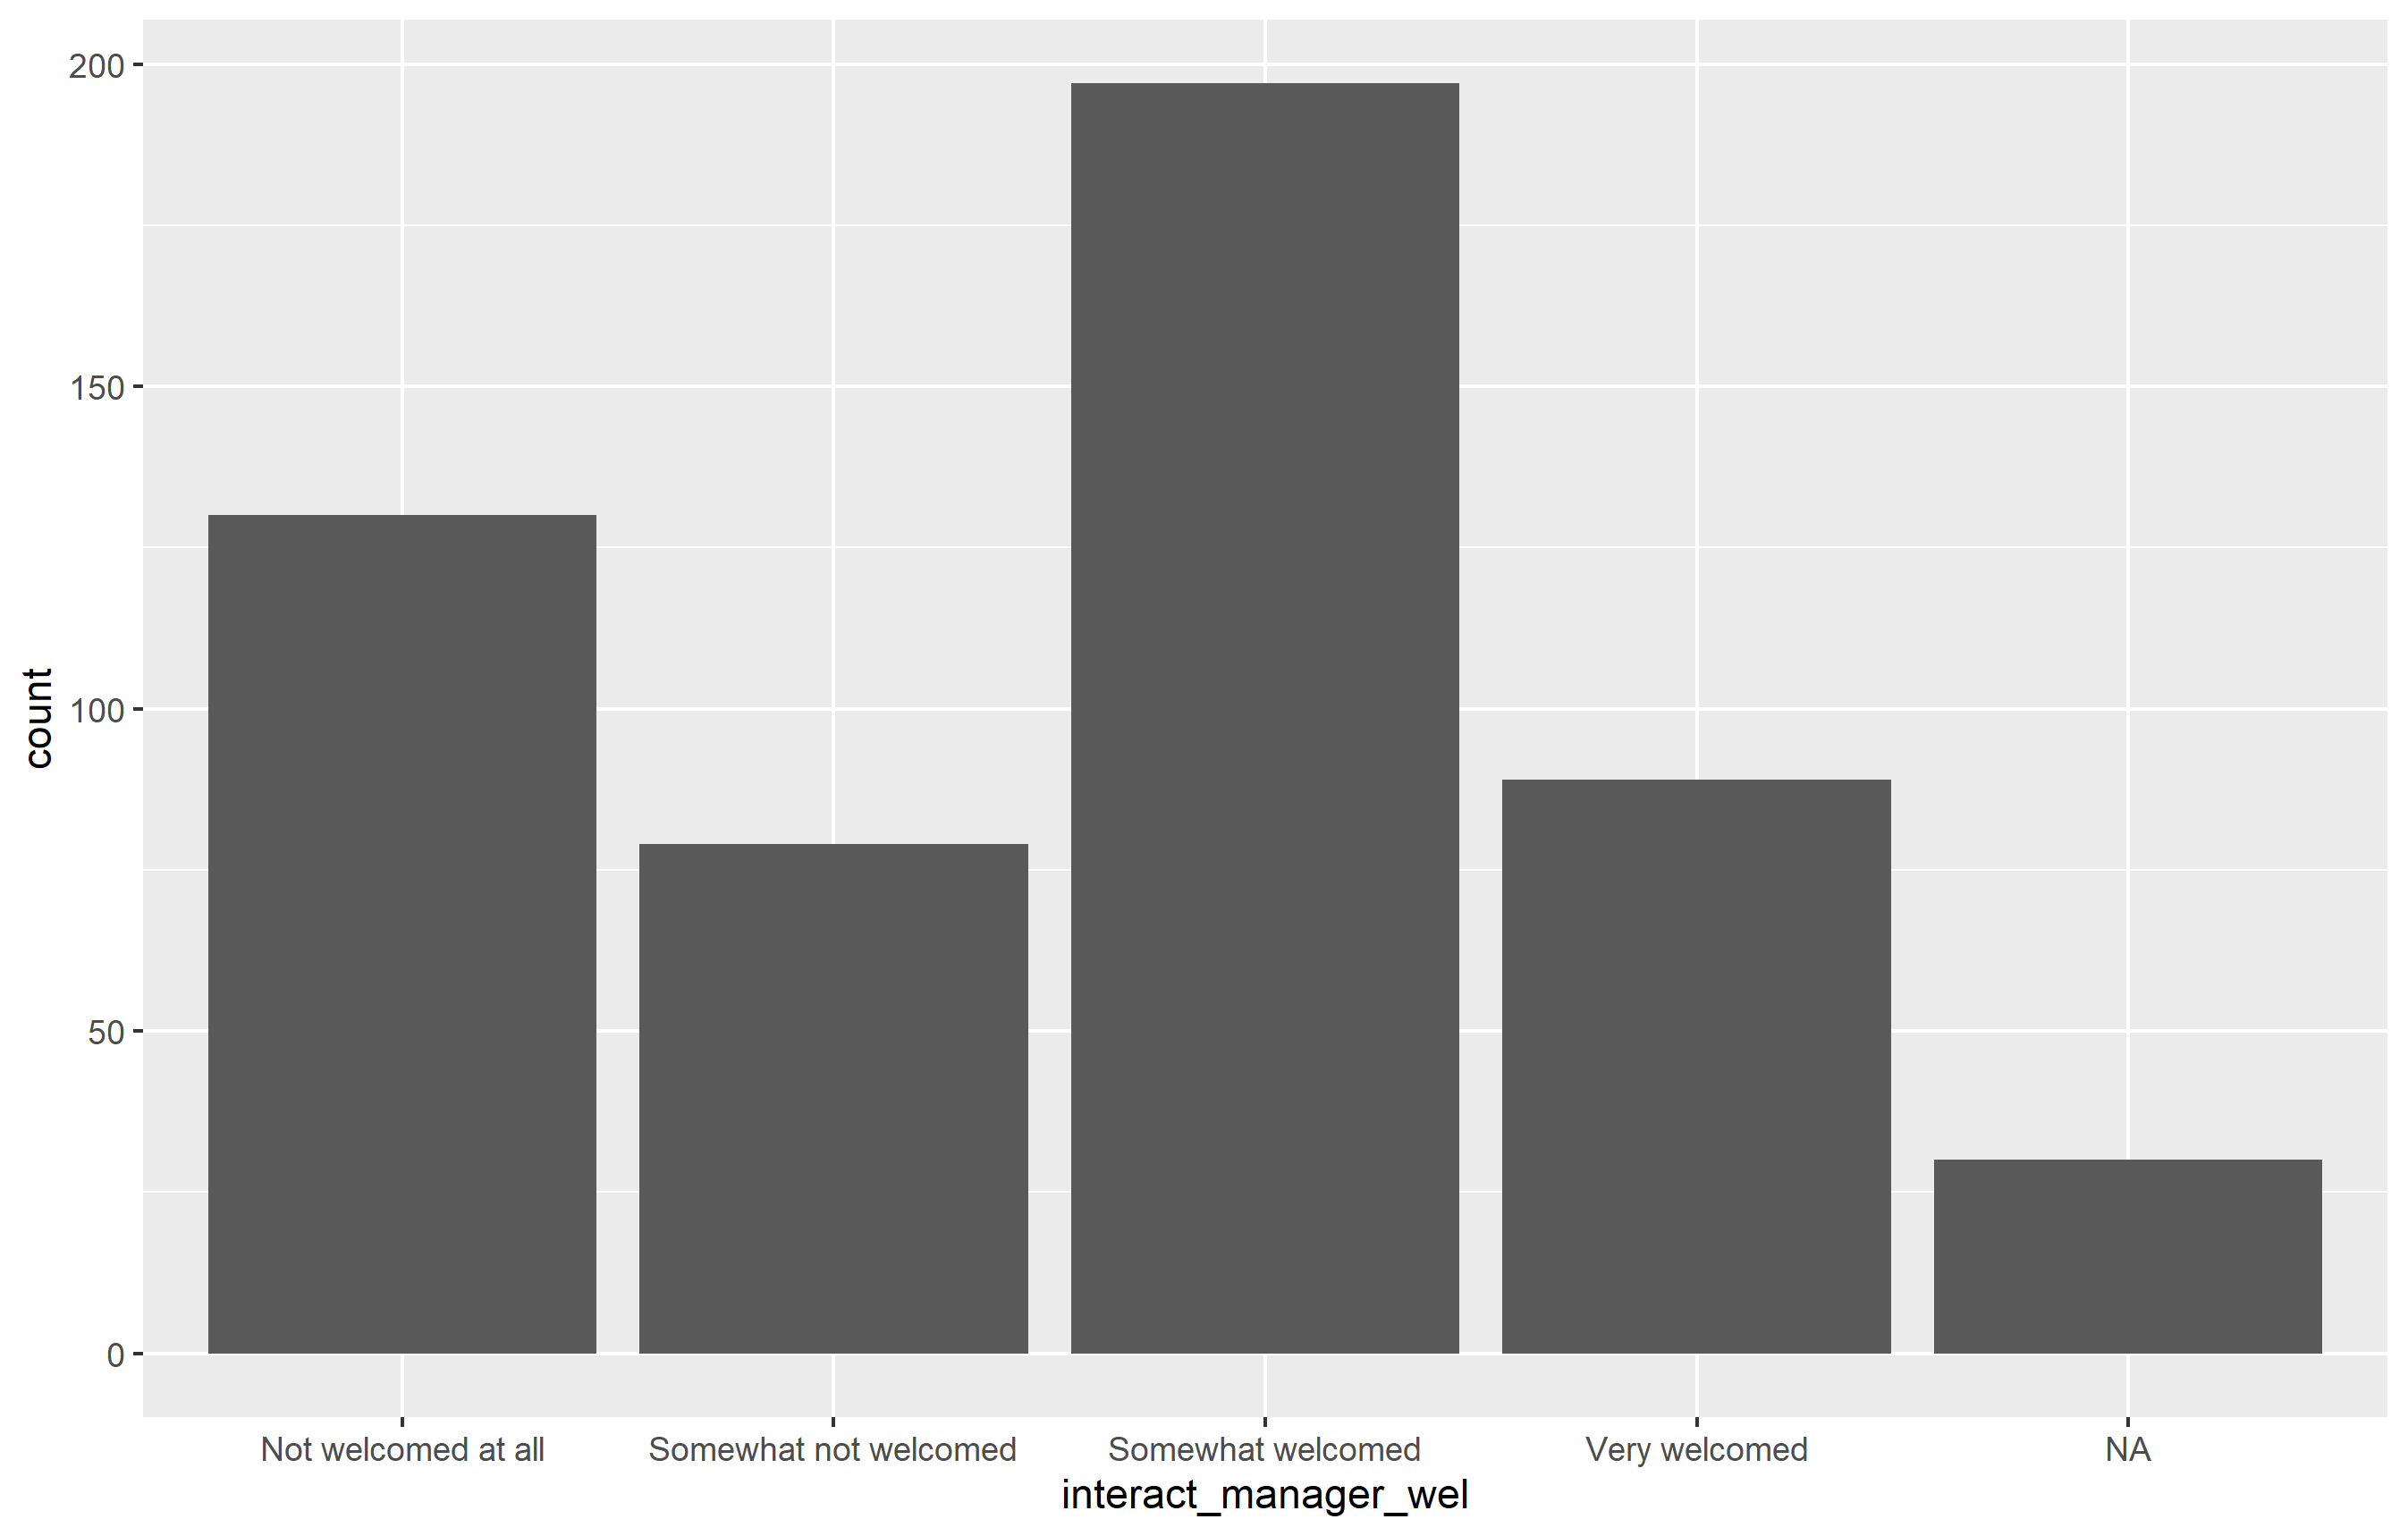 200
150
100
50
0
count
Not welcomed at all
Somewhat not welcomed
Somewhat welcomed
Very welcomed
NA
interact_manager_wel